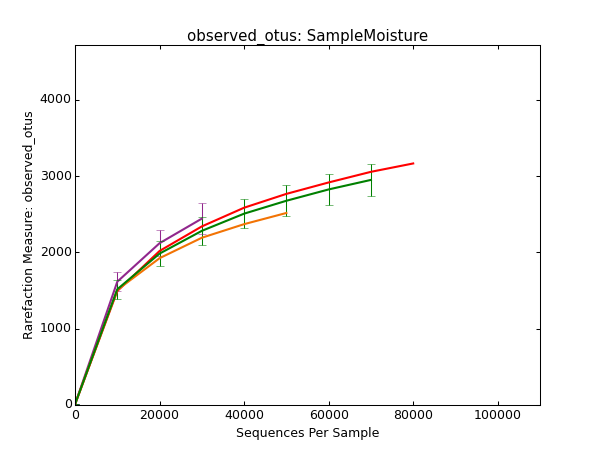 observed_otus: SampleMoisture
4000
3000
2000
1000
0
Rarefaction Measure: observed_otus
0 20000 40000 60000 80000 100000
Sequences Per Sample